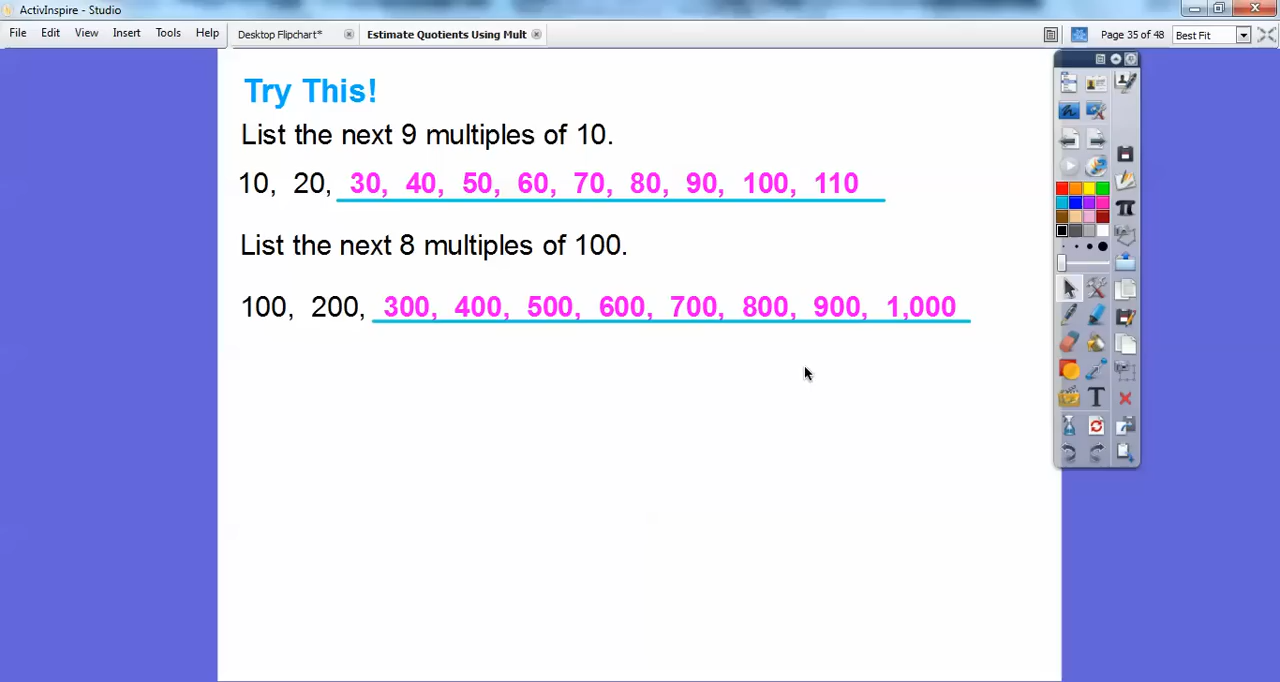 ActivInspire - Studio
File Edit View Insert Tools Help Desktop Flipchart* Estimate Quotients Using Mult Page 35 of 48 Best Fit
Try This!
List the next 9 multiples of 10.
10, 20, 30, 40, 50, 60, 70, 80, 90, 100, 110
List the next 8 multiples of 100.
100, 200, 300, 400, 500, 600, 700, 800, 900, 1,000